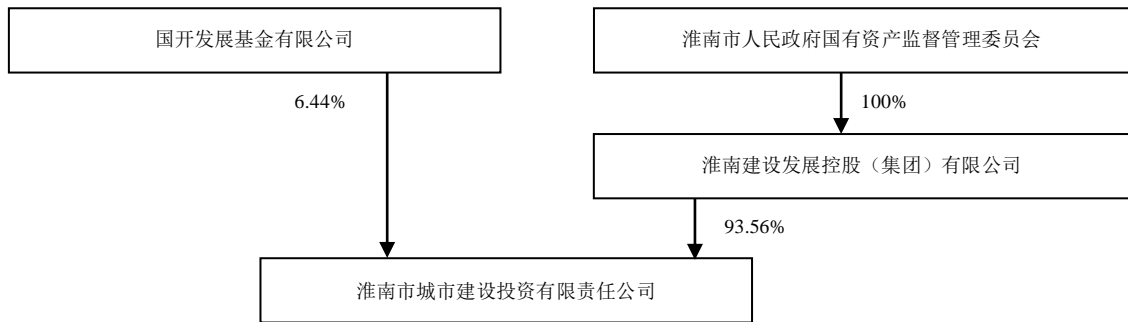 国开发展基金有限公司
淮南市人民政府国有资产监督管理委员会
6.44%
100%
淮南建设发展控股（集团）有限公司
93.56%
淮南市城市建设投资有限责任公司